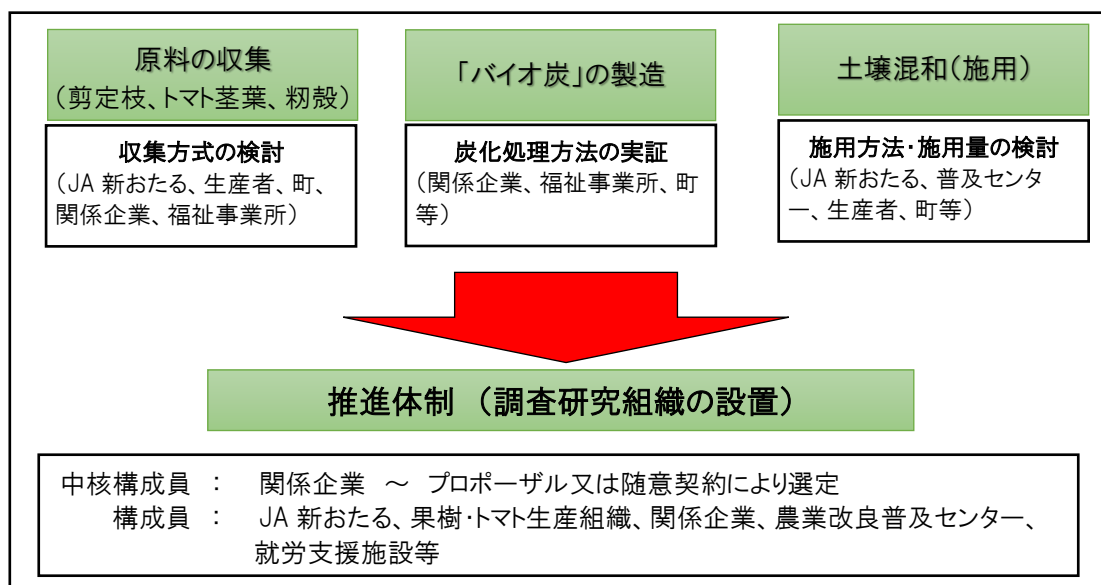 原料の収集
（剪定枝、トマト茎葉、籾殻）
収集方式の検討
（JA 新おたる、生産者、町、
関係企業、福祉事業所）
「バイオ炭」の製造
炭化処理方法の実証
（関係企業、福祉事業所、町
等）
土壌混和（施用）
施用方法・施用量の検討
（JA 新おたる、普及センタ
ー、生産者、町等）
推進体制 （調査研究組織の設置）
中核構成員 ： 関係企業 ～ プロポーザル又は随意契約により選定
構成員 ： JA 新おたる、果樹・トマト生産組織、関係企業、農業改良普及センター、
就労支援施設等